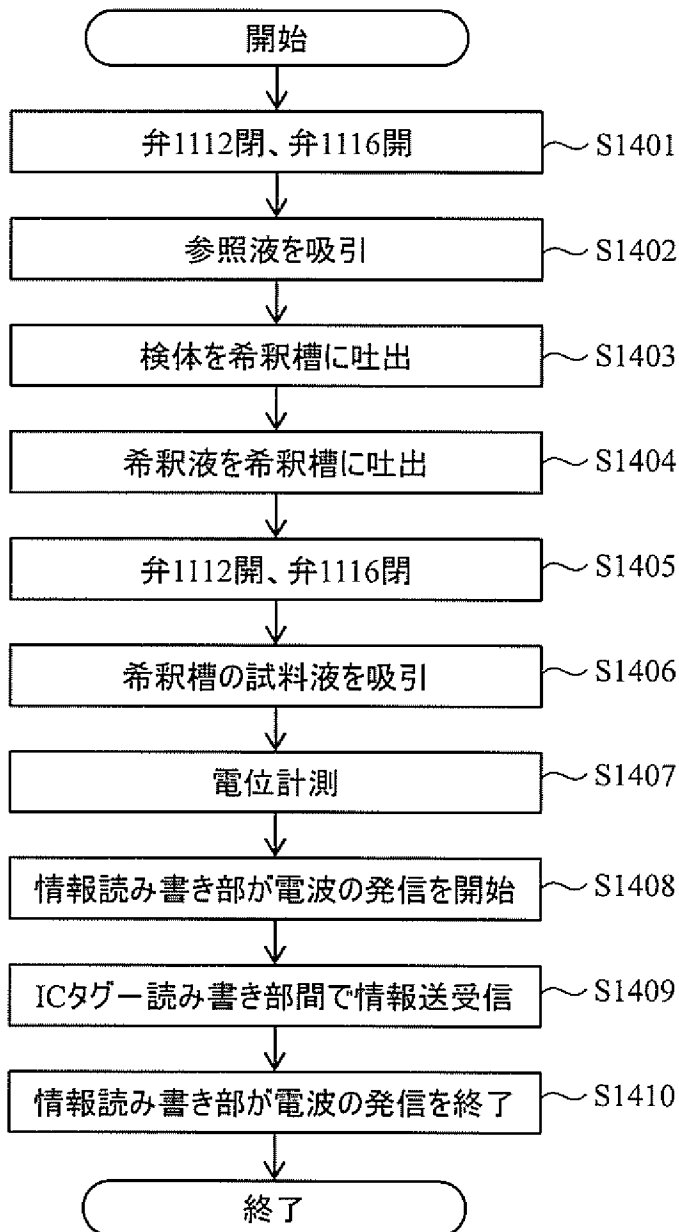 開始
弁1112閉、弁1116開 S1401
参照液を吸引 S1402
検体を希釈槽に吐出 S1403
希釈液を希釈槽に吐出 S1404
弁1112開、弁1116閉 S1405
希釈槽の試料液を吸引 S1406
電位計測 S1407
情報読み書き部が電波の発信を開始 S1408
ICタグー読み書き部間で情報送受信 S1409
情報読み書き部が電波の発信を終了 S1410
終了